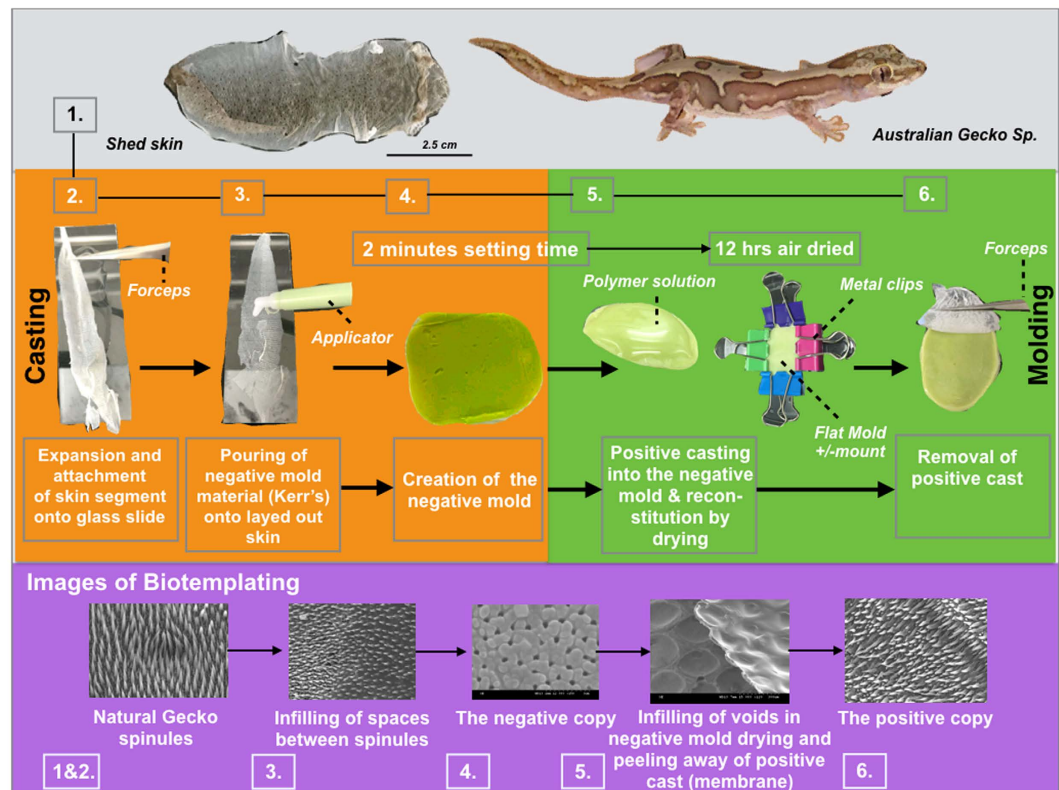 1.
Shed skin
2.5 cm
Australian Gecko Sp.
2.
3.
4.
5.
6.
2 minutes setting time
12 hrs air dried
Casting
Forceps
Applicator
Polymer solution
Metal clips
Forceps
Flat Mold
+/-mount
Molding
Expansion and
attachment
of skin segment
onto glass slide
Pouring of
negative mold
material (Kerr's)
onto layed out
skin
Creation of the
negative mold
Positive casting
into the negative
mold & recon-
stitution by
drying
Removal of
positive cast
Images of Biotemplating
Natural Gecko
spinules
Infilling of spaces
between spinules
The negative copy
Infilling of voids in
negative mold drying and
peeling away of positive
cast (membrane)
The positive copy
1&2.
3.
4.
5.
6.